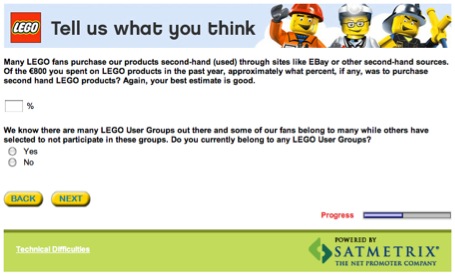 LEGO Tell us what you think
Many LEGO fans purchase our products second-hand (used) through sites like EBay or other second-hand sources.
Of the €800 you spent on LEGO products in the past year, approximately what percent, if any, was to purchase
second hand LEGO products? Again, your best estimate is good.
%
We know there are many LEGO User Groups out there and some of our fans belong to many while others have
selected to not participate in these groups. Do you currently belong to any LEGO User Groups?
Yes
No
BACK NEXT
Progress
Technical Difficulties
POWERED BY
SATMETRIX®
THE NET PROMOTER COMPANY